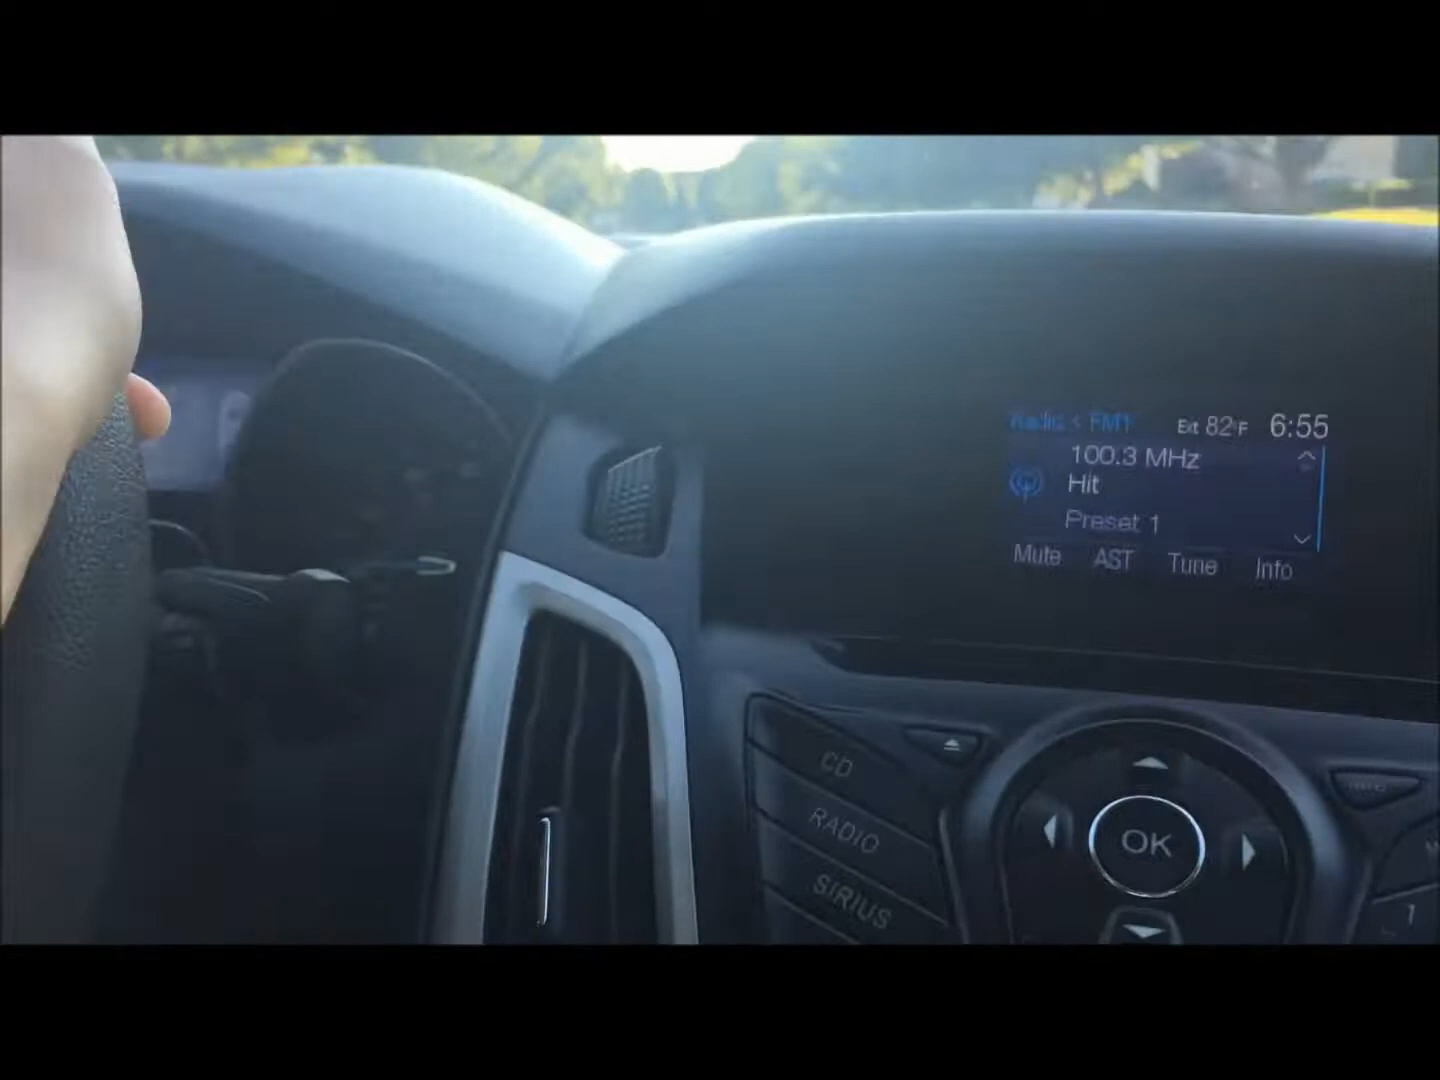 Radio < FM1 Ext 82°F 6:55
100.3 MHz
Hit
Preset 1
Mute AST Tune Info
CD
RADIO
SIRIUS
OK
1